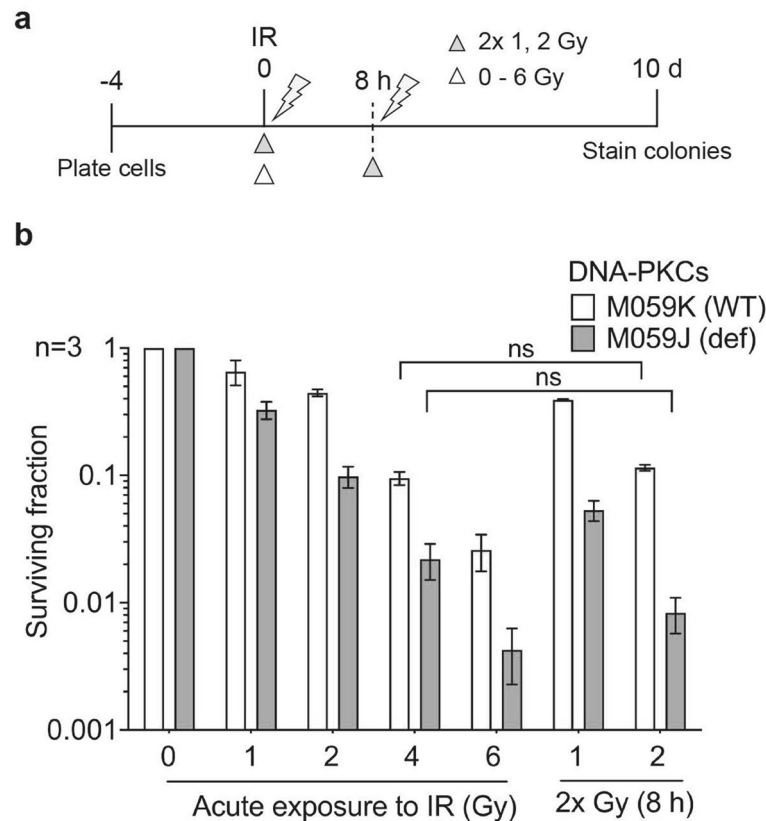 a
IR
0
-4
8 h
10 d
2x 1, 2 Gy
0 - 6 Gy
Plate cells
Stain colonies
b
DNA-PKCs
M059K (WT)
M059J (def)
n=3
ns
ns
1
0.1
0.01
0.001
Surviving fraction
0 1 2 4 6 1 2
Acute exposure to IR (Gy)
2x Gy (8 h)